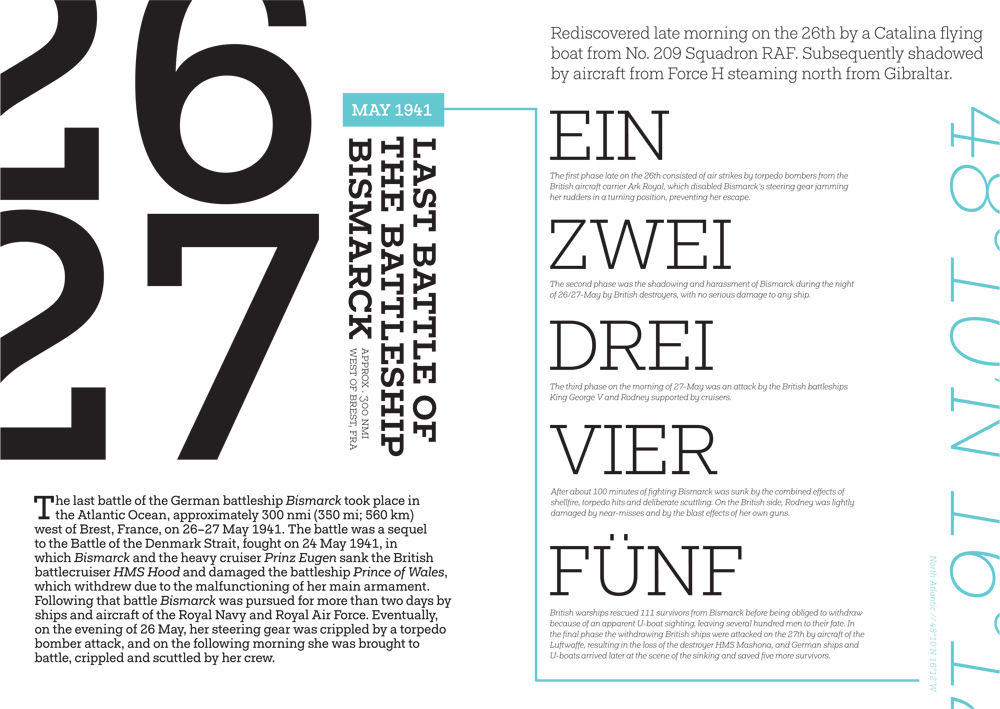 26
27
MAY 1941
LAST BATTLE OF
THE BATTLESHIP
BISMARCK
APPROX . 300 NMI
WEST OF BREST, FRA
The last battle of the German battleship Bismarck took place in
the Atlantic Ocean, approximately 300 nmi (350 mi; 560 km)
west of Brest, France, on 26–27 May 1941. The battle was a sequel
to the Battle of the Denmark Strait, fought on 24 May 1941, in
which Bismarck and the heavy cruiser Prinz Eugen sank the British
battlecruiser HMS Hood and damaged the battleship Prince of Wales,
which withdrew due to the malfunctioning of her main armament.
Following that battle Bismarck was pursued for more than two days by
ships and aircraft of the Royal Navy and Royal Air Force. Eventually,
on the evening of 26 May, her steering gear was crippled by a torpedo
bomber attack, and on the following morning she was brought to
battle, crippled and scuttled by her crew.
Rediscovered late morning on the 26th by a Catalina flying
boat from No. 209 Squadron RAF. Subsequently shadowed
by aircraft from Force H steaming north from Gibraltar.
EIN
The first phase late on the 26th consisted of air strikes by torpedo bombers from the
British aircraft carrier Ark Royal, which disabled Bismarck's steering gear jamming
her rudders in a turning position, preventing her escape.
ZWEI
The second phase was the shadowing and harassment of Bismarck during the night
of 26/27-May by British destroyers, with no serious damage to any ship.
DREI
The third phase on the morning of 27-May was an attack by the British battleships
King George V and Rodney supported by cruisers.
VIER
After about 100 minutes of fighting Bismarck was sunk by the combined effects of
shellfire, torpedo hits and deliberate scuttling. On the British side, Rodney was lightly
damaged by near-misses and by the blast effects of her own guns.
FÜNF
British warships rescued 111 survivors from Bismarck before being obliged to withdraw
because of an apparent U-boat sighting, leaving several hundred men to their fate. In
the final phase the withdrawing British ships were attacked on the 27th by aircraft of the
Luftwaffe, resulting in the loss of the destroyer HMS Mashona, and German ships and
U-boats arrived later at the scene of the sinking and saved five more survivors.
North Atlantic // 48°10'N 16°12'W
48°10'N 16°1